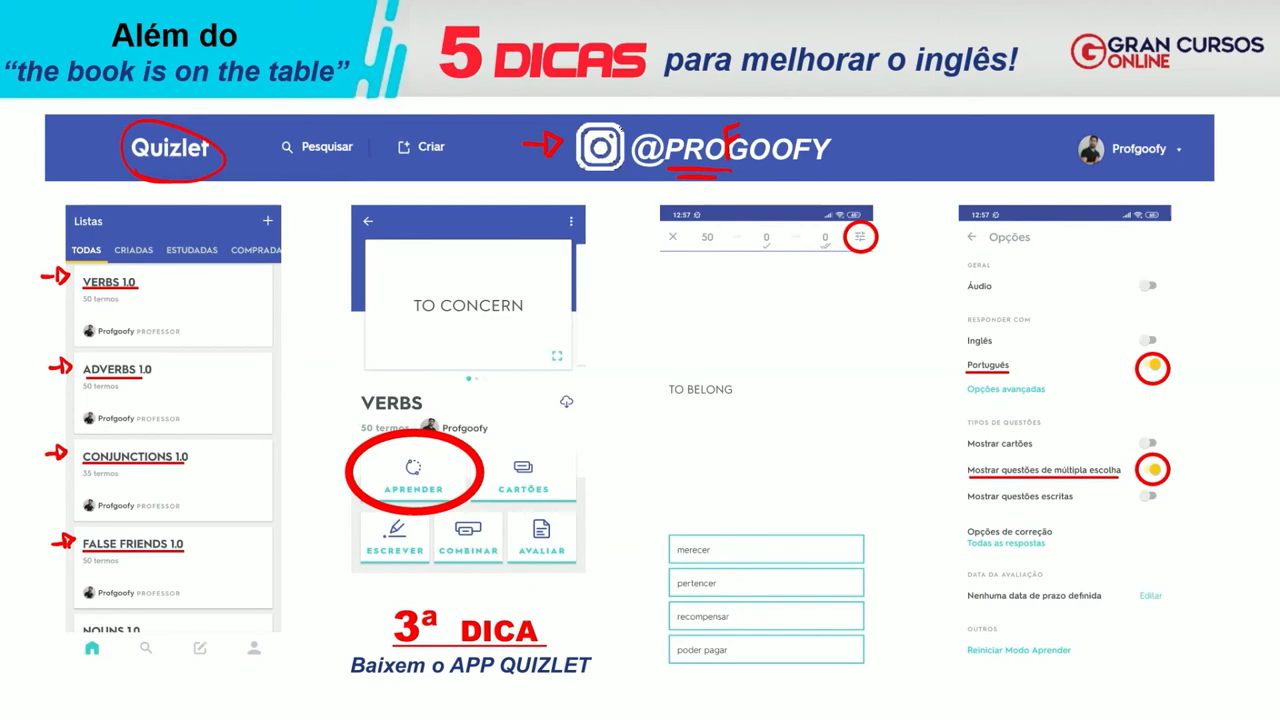 Além do
“the book is on the table”
5 DICAS para melhorar o inglês!
GRAN CURSOS
ONLINE
Quizlet
Pesquisar
Criar
@PROFGOOFY
Profgoofy
Listas
TODAS CRIADAS ESTUDADAS COMPRADA
VERBS 1.0
50 termos
Profgoofy PROFESSOR
ADVERBS 1.0
50 termos
Profgoofy PROFESSOR
CONJUNCTIONS 1.0
35 termos
Profgoofy PROFESSOR
FALSE FRIENDS 1.0
50 termos
Profgoofy PROFESSOR
NOUNS 1.0
TO CONCERN
VERBS
50 termos Profgoofy
APRENDER
CARTÕES
ESCREVER
COMBINAR
AVALIAR
3ª DICA
Baixem o APP QUIZLET
12:57
50 0 0
TO BELONG
merecer
pertencer
recompensar
poder pagar
12:57
Opções
GERAL
Áudio
RESPONDER COM
Inglês
Português
Opções avançadas
TIPOS DE QUESTÕES
Mostrar cartões
Mostrar questões de múltipla escolha
Mostrar questões escritas
Opções de correção
Todas as respostas
DATA DA AVALIAÇÃO
Nenhuma data de prazo definida Editar
OUTROS
Reiniciar Modo Aprender